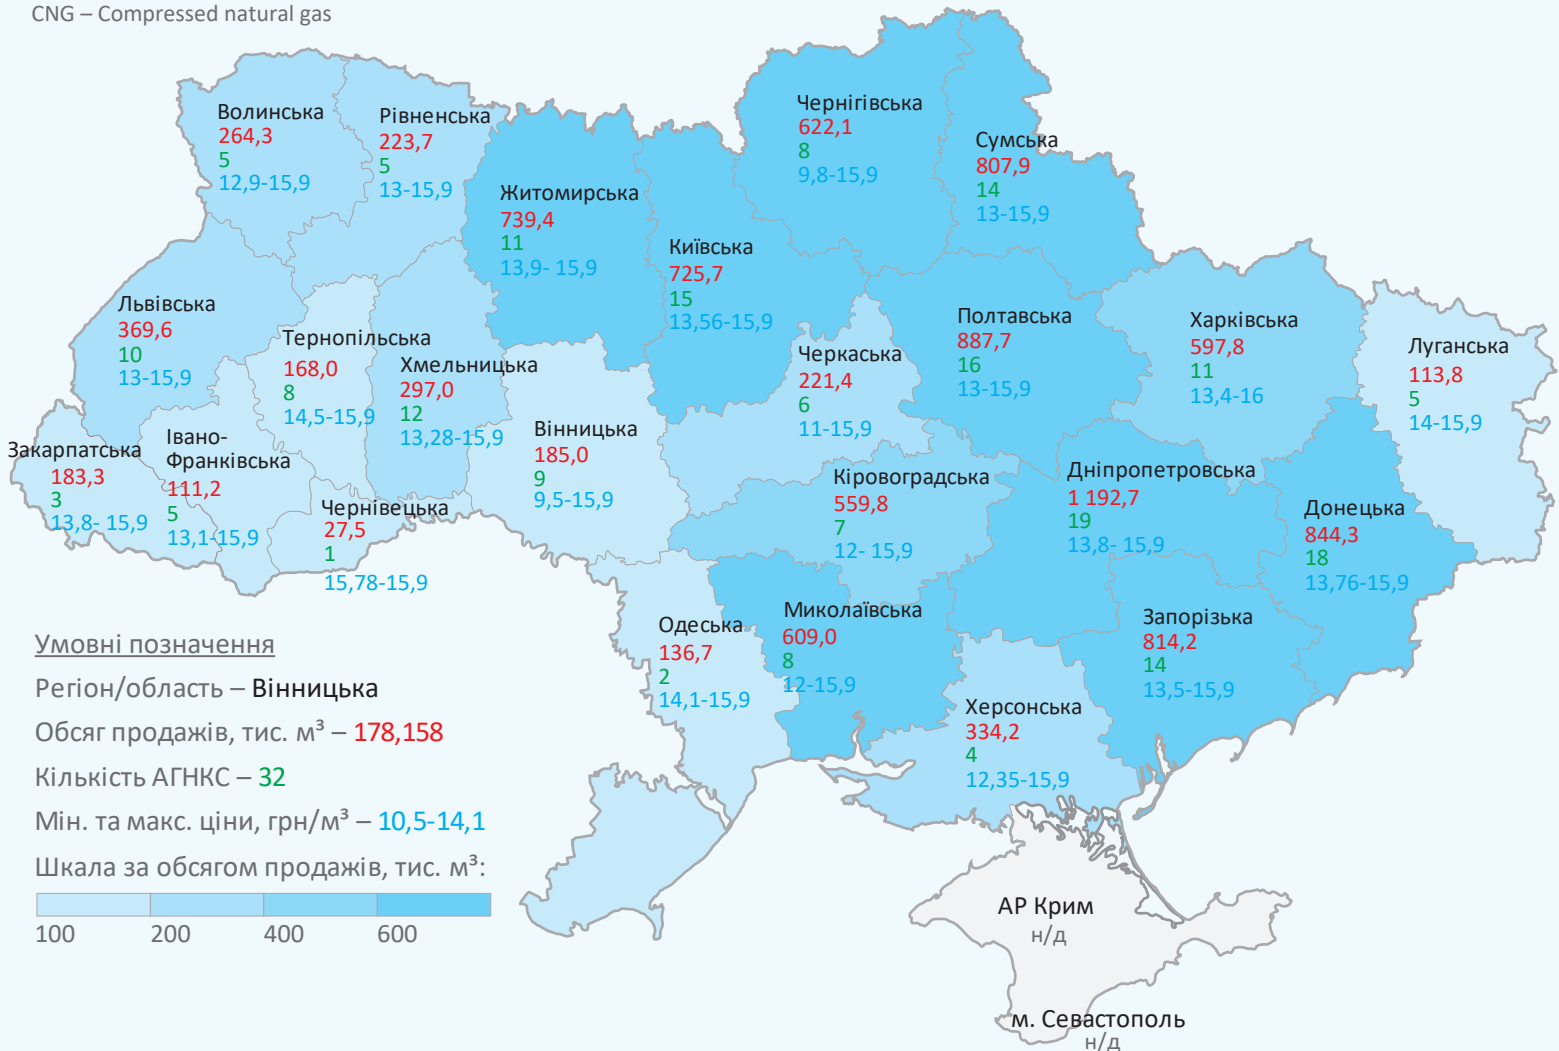 CNG – Compressed natural gas
Волинська
264,3
5
12,9-15,9
Рівненська
223,7
5
13-15,9
Житомирська
739,4
11
13,9- 15,9
Київська
725,7
15
13,56-15,9
Чернігівська
622,1
8
9,8-15,9
Сумська
807,9
14
13-15,9
Львівська
369,6
10
13-15,9
Тернопільська
168,0
8
14,5-15,9
Хмельницька
297,0
12
13,28-15,9
Вінницька
185,0
9
9,5-15,9
Черкаська
221,4
6
11-15,9
Полтавська
887,7
16
13-15,9
Харківська
597,8
11
13,4-16
Луганська
113,8
5
14-15,9
Закарпатська
183,3
3
13,8- 15,9
Івано-
Франківська
111,2
5
13,1-15,9
Чернівецька
27,5
1
15,78-15,9
Кіровоградська
559,8
7
12- 15,9
Дніпропетровська
1 192,7
19
13,8- 15,9
Донецька
844,3
18
13,76-15,9
Одеська
136,7
2
14,1-15,9
Миколаївська
609,0
8
12-15,9
Запорізька
814,2
14
13,5-15,9
Херсонська
334,2
4
12,35-15,9
АР Крим
н/д
м. Севастополь
н/д
Умовні позначення
Регіон/область – Вінницька
Обсяг продажів, тис. м³ – 178,158
Кількість АГНКС – 32
Мін. та макс. ціни, грн/м³ – 10,5-14,1
Шкала за обсягом продажів, тис. м³:
100 200 400 600